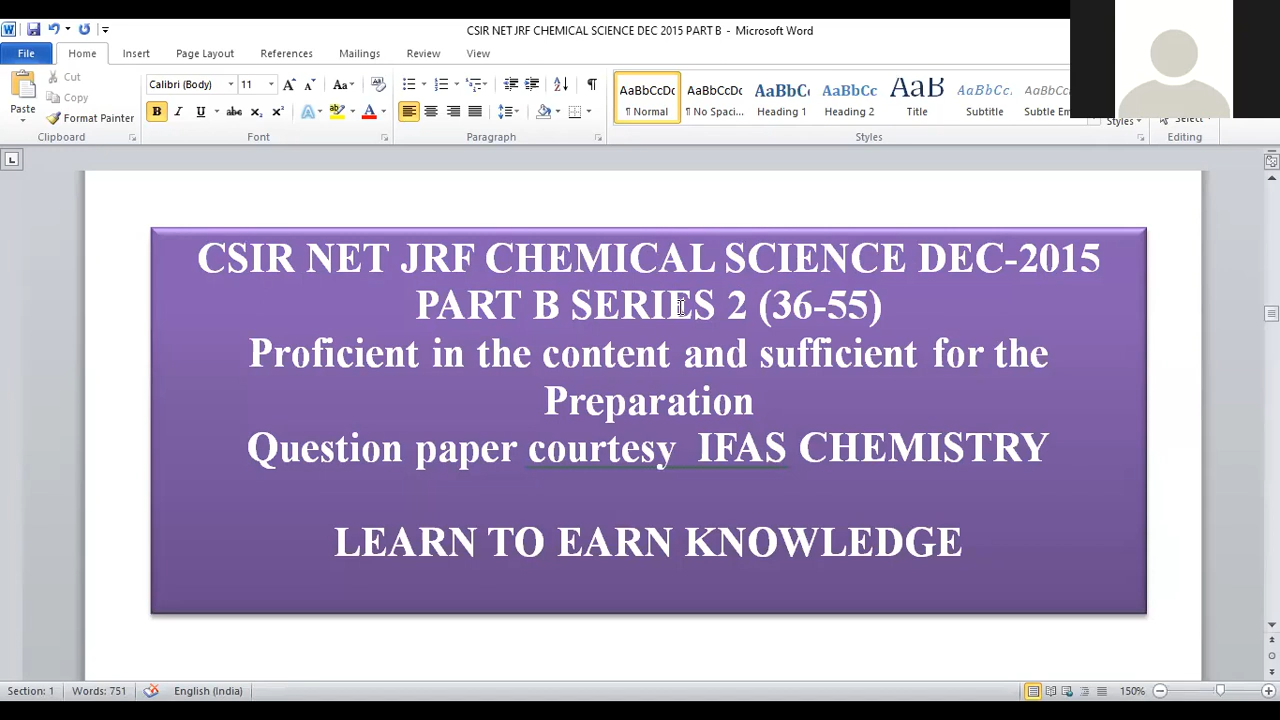 CSIR NET JRF CHEMICAL SCIENCE DEC 2015 PART B - Microsoft Word
File Home Insert Page Layout References Mailings Review View
Cut
Copy
Format Painter
Paste
Clipboard
Calibri (Body) 11
Font
Paragraph
AaBbCcDc AaBbCcDc AaBbCc AaBbCc AaB AaBbCc. AaBbCc
¶ Normal ¶ No Spaci... Heading 1 Heading 2 Title Subtitle Subtle Em
Styles
Styles
Select
Editing
CSIR NET JRF CHEMICAL SCIENCE DEC-2015
PART B SERIES 2 (36-55)
Proficient in the content and sufficient for the
Preparation
Question paper courtesy IFAS CHEMISTRY
LEARN TO EARN KNOWLEDGE
Section: 1 Words: 751 English (India) 150%